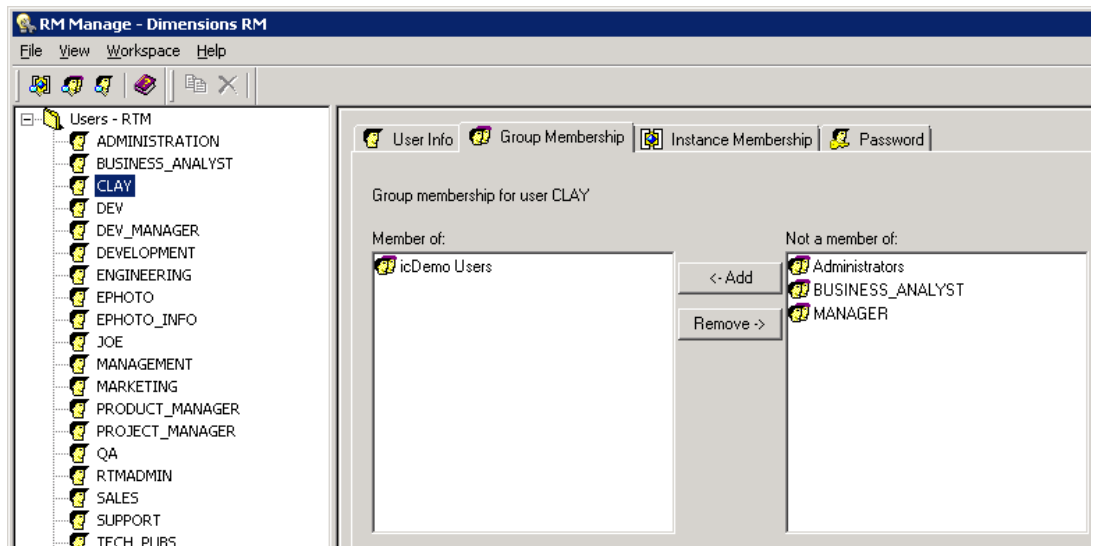 RM Manage - Dimensions RM
File View Workspace Help
Users - RTM
ADMINISTRATION
BUSINESS_ANALYST
CLAY
DEV
DEV_MANAGER
DEVELOPMENT
ENGINEERING
EPHOTO
EPHOTO_INFO
JOE
MANAGEMENT
MARKETING
PRODUCT_MANAGER
PROJECT_MANAGER
QA
RTMADMIN
SALES
SUPPORT
TECH_PUBS
User Info Group Membership Instance Membership Password
Group membership for user CLAY
Member of:
icDemo Users
<- Add
Remove ->
Not a member of:
Administrators
BUSINESS_ANALYST
MANAGER